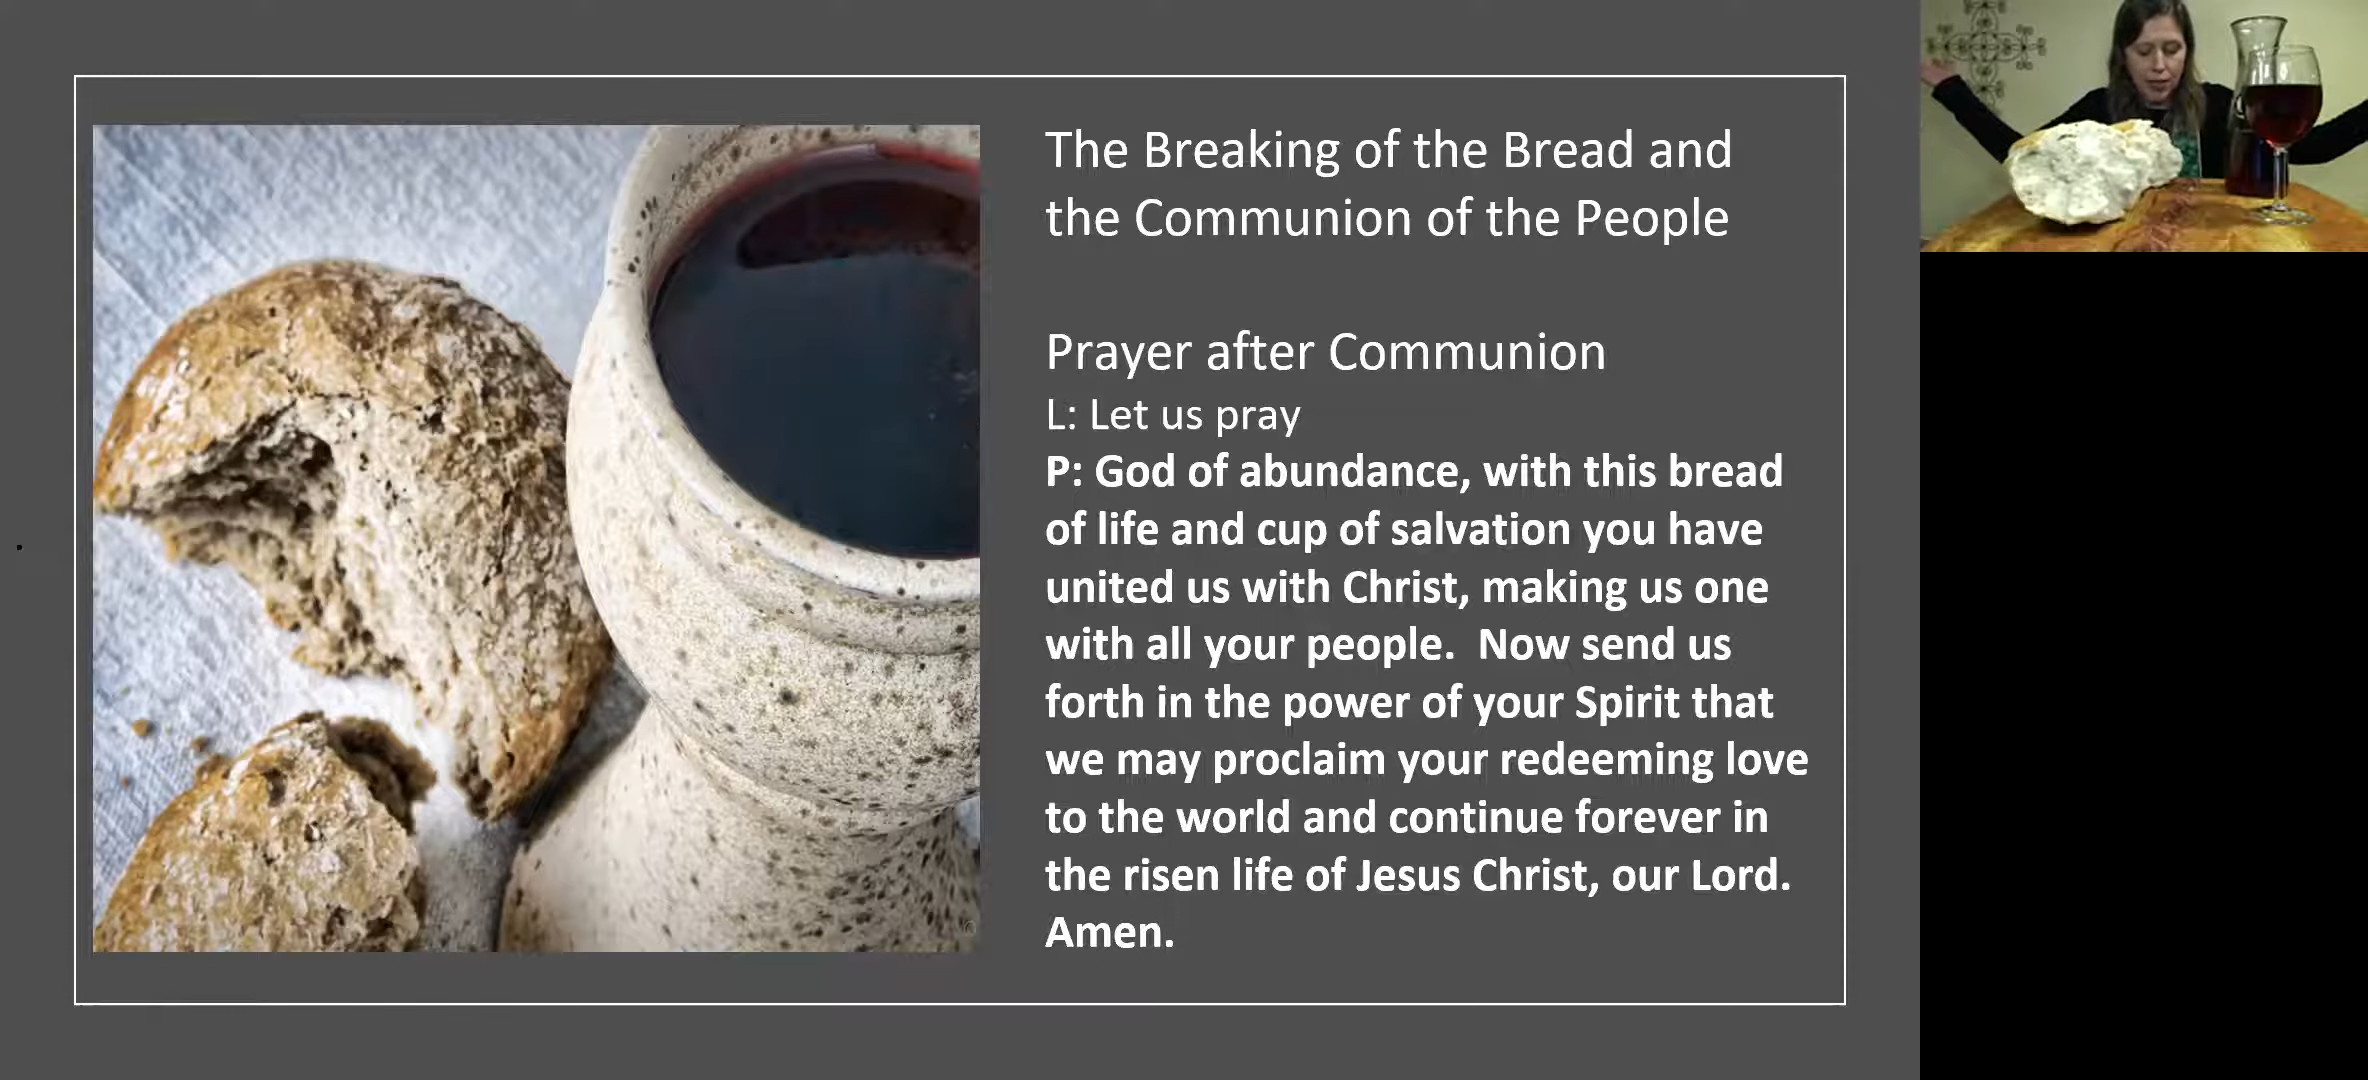 The Breaking of the Bread and
the Communion of the People
Prayer after Communion
L: Let us pray
P: God of abundance, with this bread
of life and cup of salvation you have
united us with Christ, making us one
with all your people.  Now send us
forth in the power of your Spirit that
we may proclaim your redeeming love
to the world and continue forever in
the risen life of Jesus Christ, our Lord.
Amen.